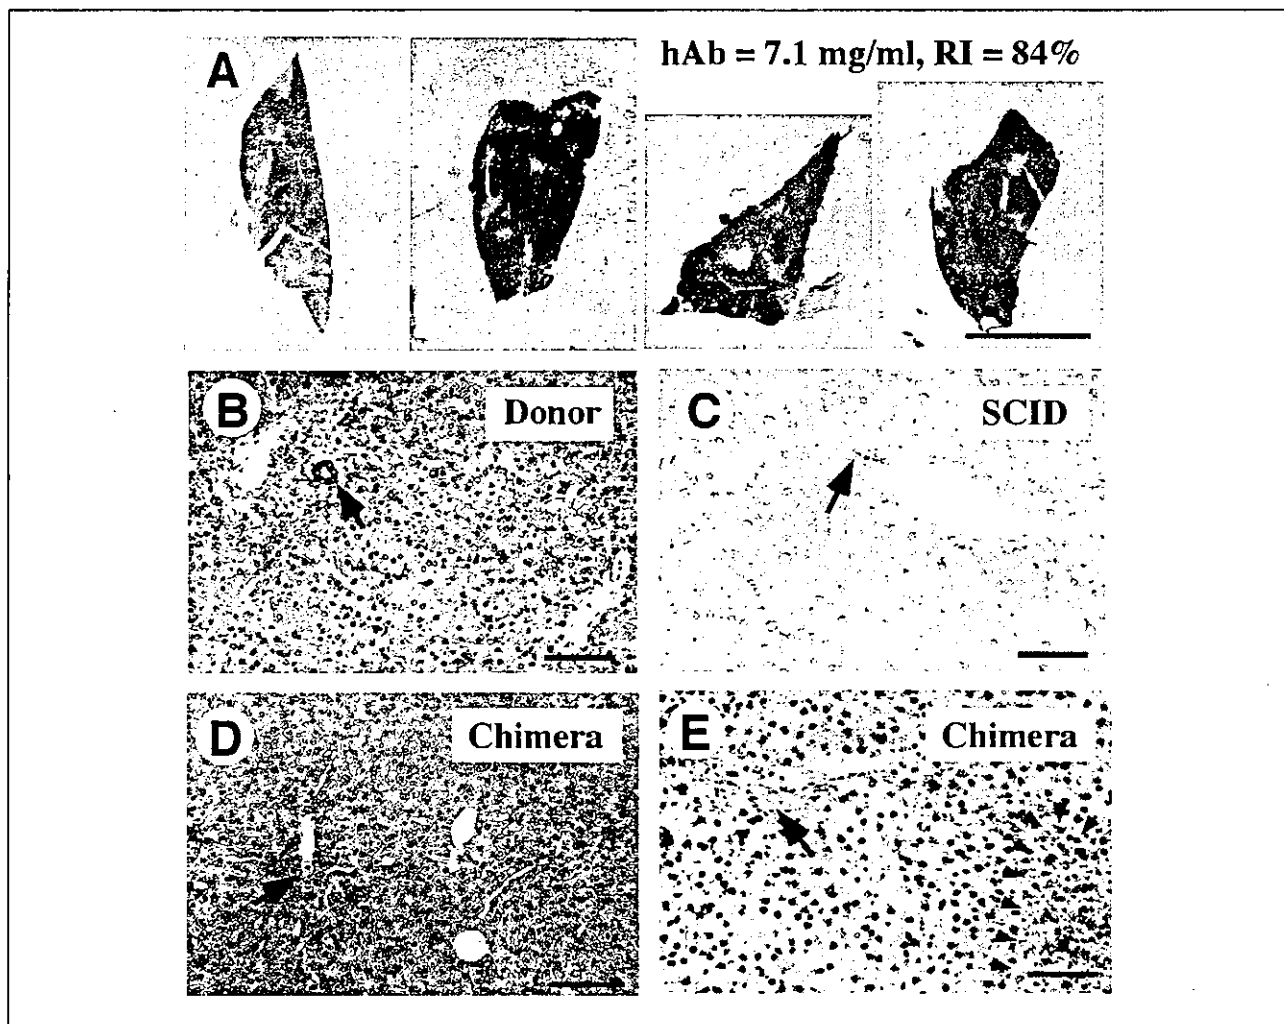 A
hAb = 7.1 mg/ml, RI = 84%
B
Donor
C
SCID
D
Chimera
E
Chimera